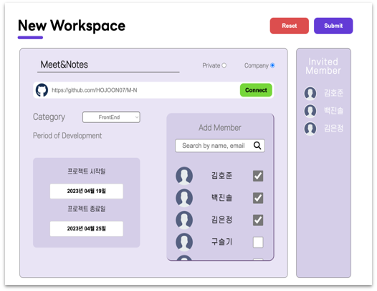 New Workspace
Reset
Submit
Meet&Notes
Private
Company
https://github.com/HOJOON07/M-N
Connect
Category
FrontEnd
Period of Development
프로젝트 시작일
2023년 04월 19일
프로젝트 종료일
2023년 04월 25일
Add Member
Search by name, email
김호준
백진솔
김은정
구슬기
Invited
Member
김호준
백진솔
김은정